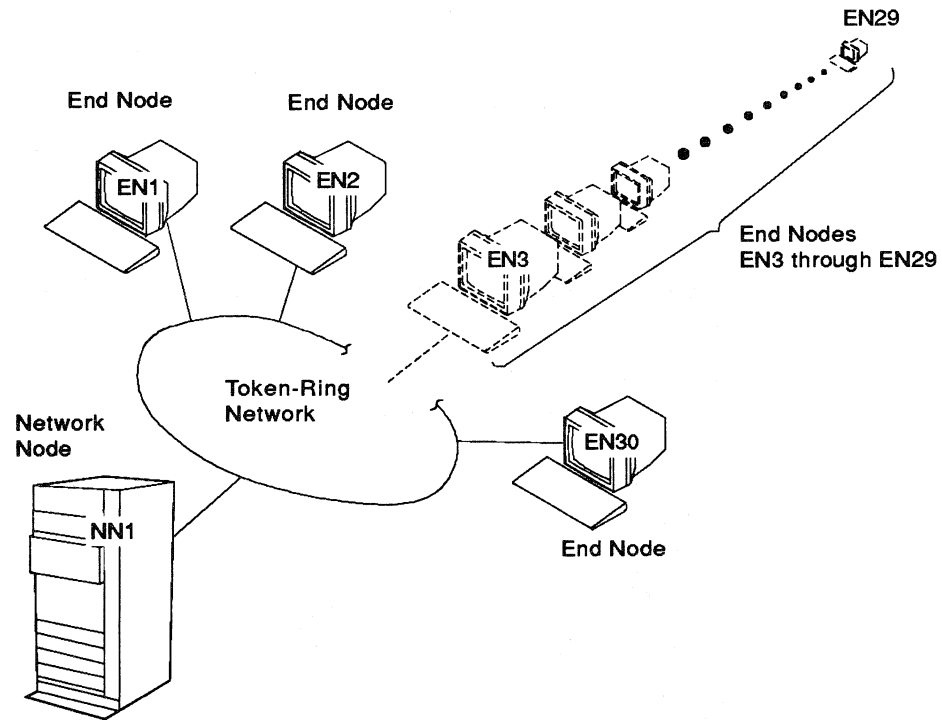 EN29
End Node
End Node
EN1
EN2
EN3
End Nodes
EN3 through EN29
Token-Ring
Network
Network
Node
EN30
NN1
End Node